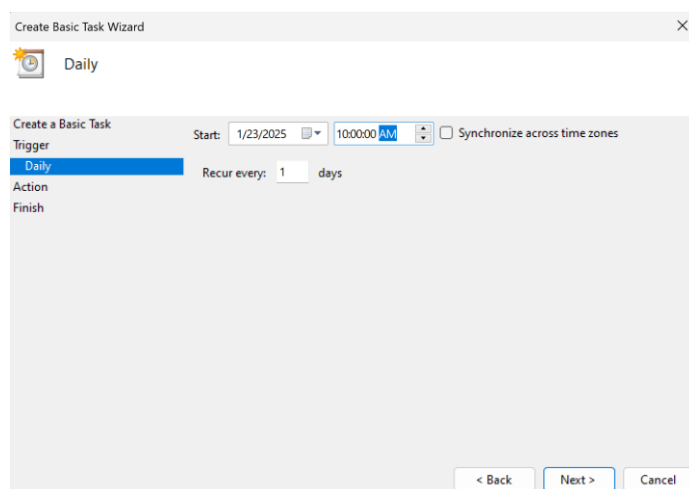 Create Basic Task Wizard
Daily
Create a Basic Task
Trigger
Daily
Action
Finish
Start: 1/23/2025 10:00:00 AM Synchronize across time zones
Recur every: 1 days
< Back Next > Cancel